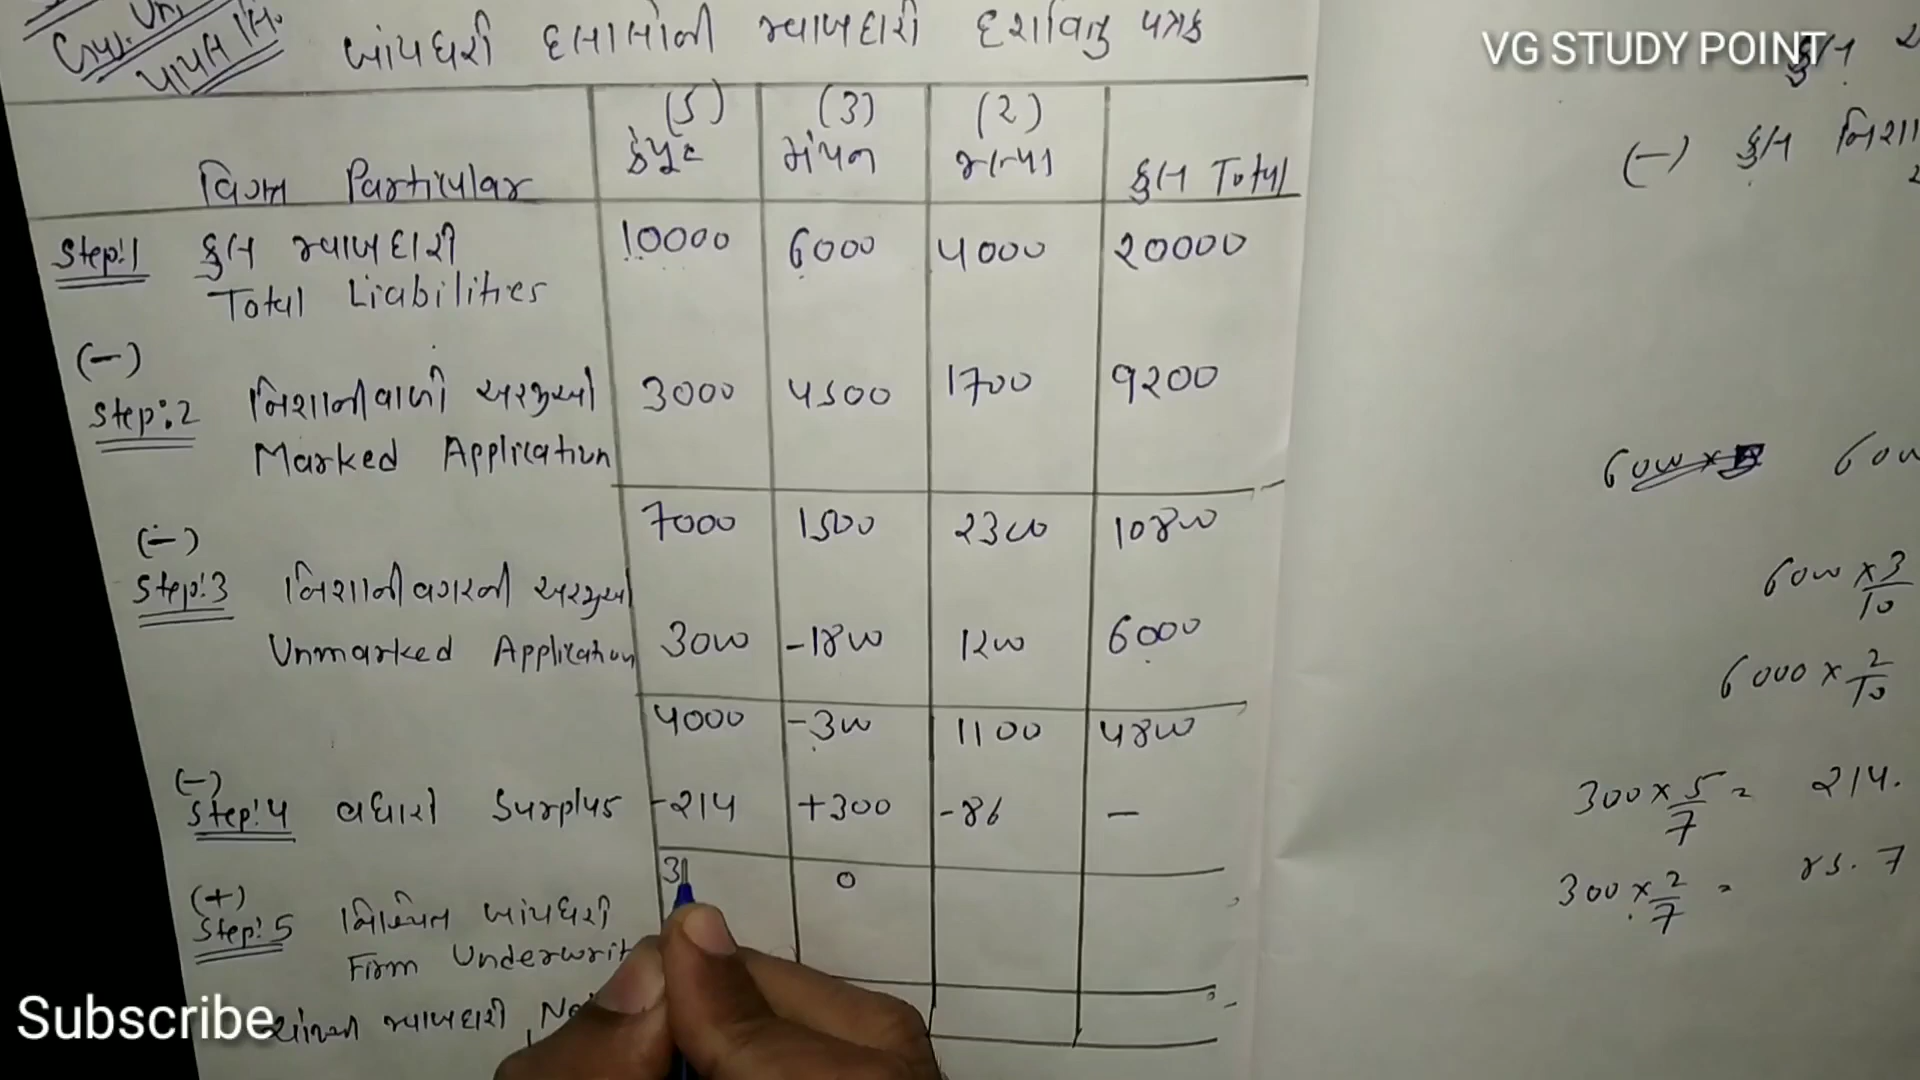 બાંયધરી દલાલોની જવાબદારી દર્શાવતુ પત્રક
VG STUDY POINT
(5) (3) (2)
વિગત Particular કેયુર મંથન જન્યા કુલ Total
Step:1 કુલ જવાબદારી 10000 6000 4000 20000
Total Liabilities
(-)
Step:2 નિશાનીવાળી અરજીઓ 3000 4500 1700 9200
Marked Application
7000 1500 2300 10800
(-)
Step:3 નિશાની વગરની અરજીઓ
Unmarked Application 3000 -1800 1200 6000
4000 -300 1100 4800
(-)
Step:4 વધારો Surplus -214 +300 -86 -
3 0
(+)
Step:5 નિશ્ચિત બાંયધરી
Firm Underwrit
જવાબદારી
(-) કુલ
6000 × 3/10
6000 × 2/10
300 × 5/7 = 214.
300 × 2/7 = rs. 7
Subscribe